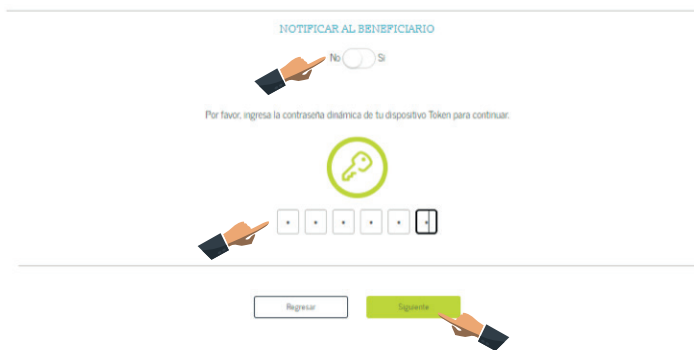 NOTIFICAR AL BENEFICIARIO
No Si
Por favor, ingresa la contraseña dinámica de tu dispositivo Token para continuar.
Regresar Siguiente